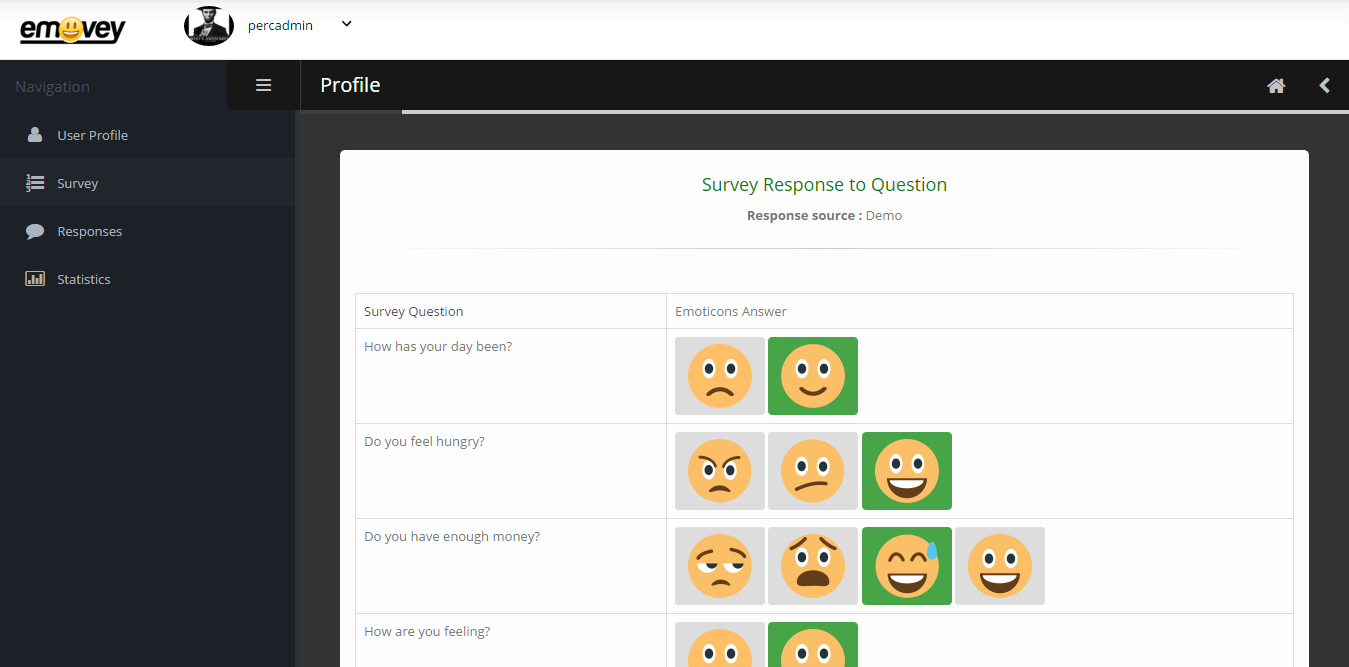 emovey
percadmin
Navigation
Profile
User Profile
Survey
Responses
Statistics
Survey Response to Question
Response source : Demo
Survey Question
Emoticons Answer
How has your day been?
Do you feel hungry?
Do you have enough money?
How are you feeling?